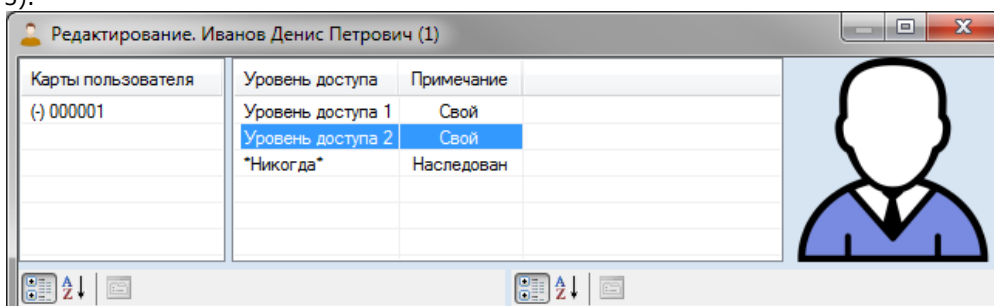 5).
Редактирование. Иванов Денис Петрович (1)
Карты пользователя Уровень доступа Примечание
(-) 000001 Уровень доступа 1 Свой
Уровень доступа 2 Свой
*Никогда* Наследован